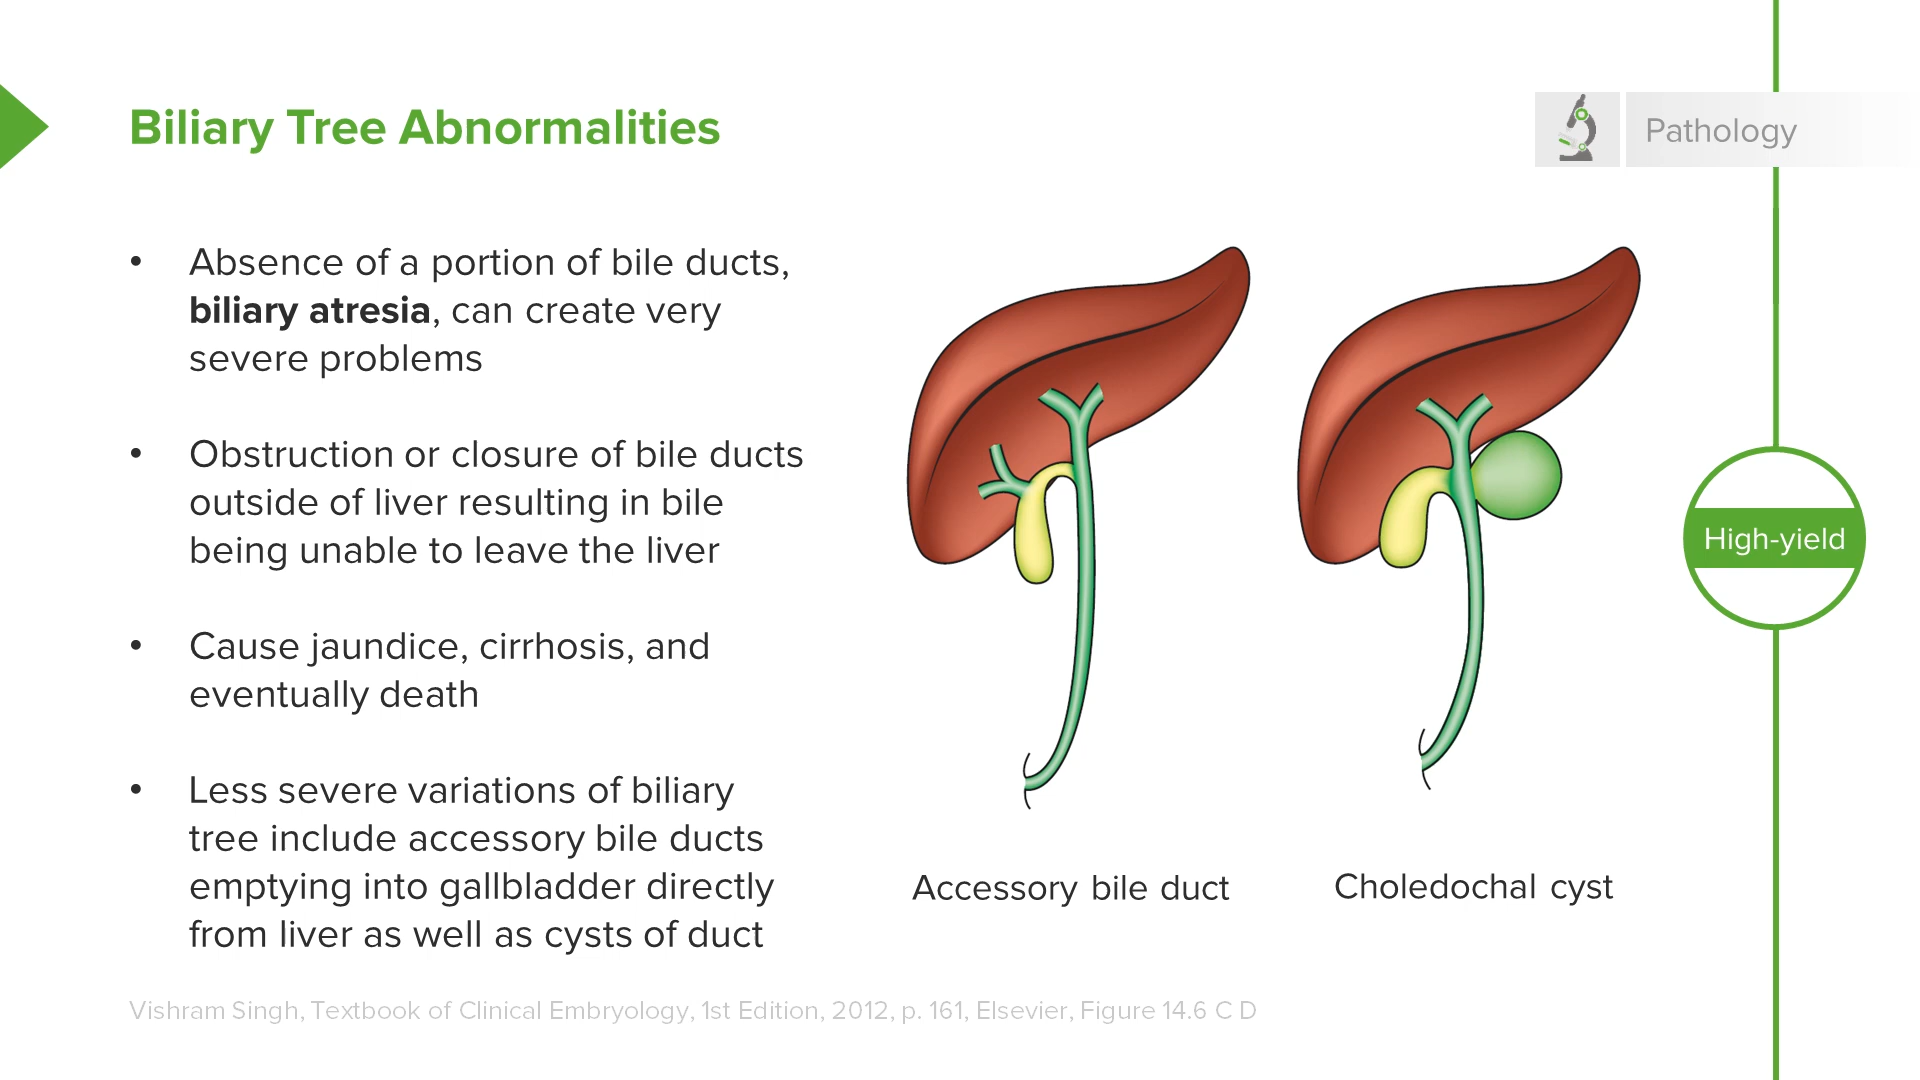 Biliary Tree Abnormalities
Pathology
• Absence of a portion of bile ducts,
biliary atresia, can create very
severe problems
• Obstruction or closure of bile ducts
outside of liver resulting in bile
being unable to leave the liver
• Cause jaundice, cirrhosis, and
eventually death
• Less severe variations of biliary
tree include accessory bile ducts
emptying into gallbladder directly
from liver as well as cysts of duct
Accessory bile duct
Choledochal cyst
High-yield
Vishram Singh, Textbook of Clinical Embryology, 1st Edition, 2012, p. 161, Elsevier, Figure 14.6 C D